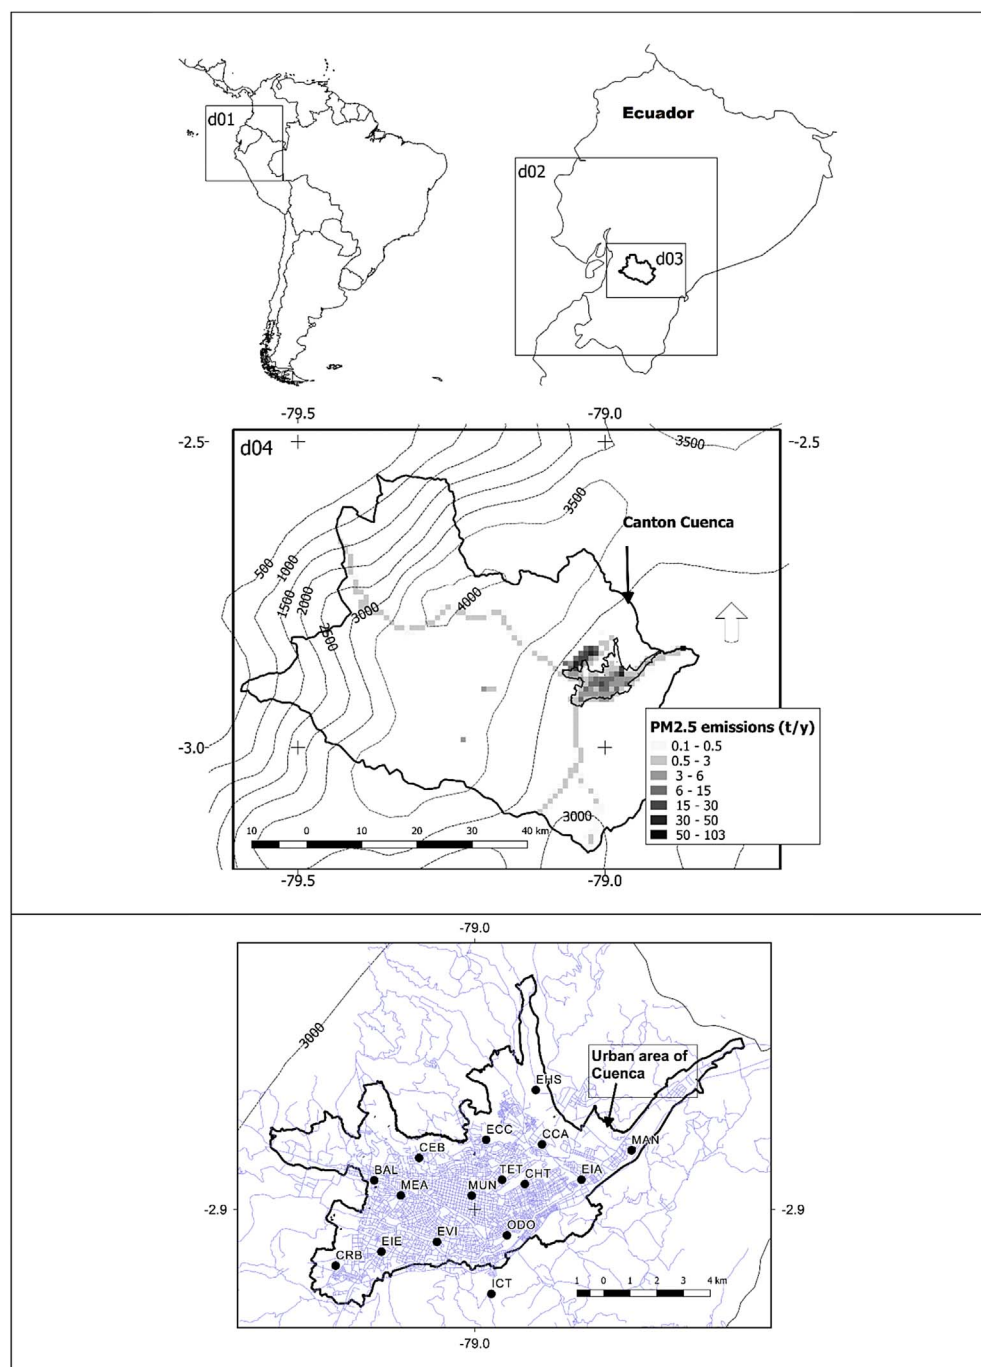 d01
Ecuador
d02
d03
-79.5 -79.0
-2.5 -2.5
d04
3500
3500
Canton Cuenca
500
1000
1500
2000
2500
3000
4000
-3.0
PM2.5 emissions (t/y)
0.1 - 0.5
0.5 - 3
3 - 6
6 - 15
15 - 30
30 - 50
50 - 103
3000
10 0 10 20 30 40 km
-79.5 -79.0
-79.0
3000
Urban area of
Cuenca
EHS
ECC
CCA
MAN
CEB
BAL
TET
CHT
EIA
MEA
MUN
-2.9 -2.9
ODO
EVI
EIE
CRB
ICT
1 0 1 2 3 4 km
-79.0